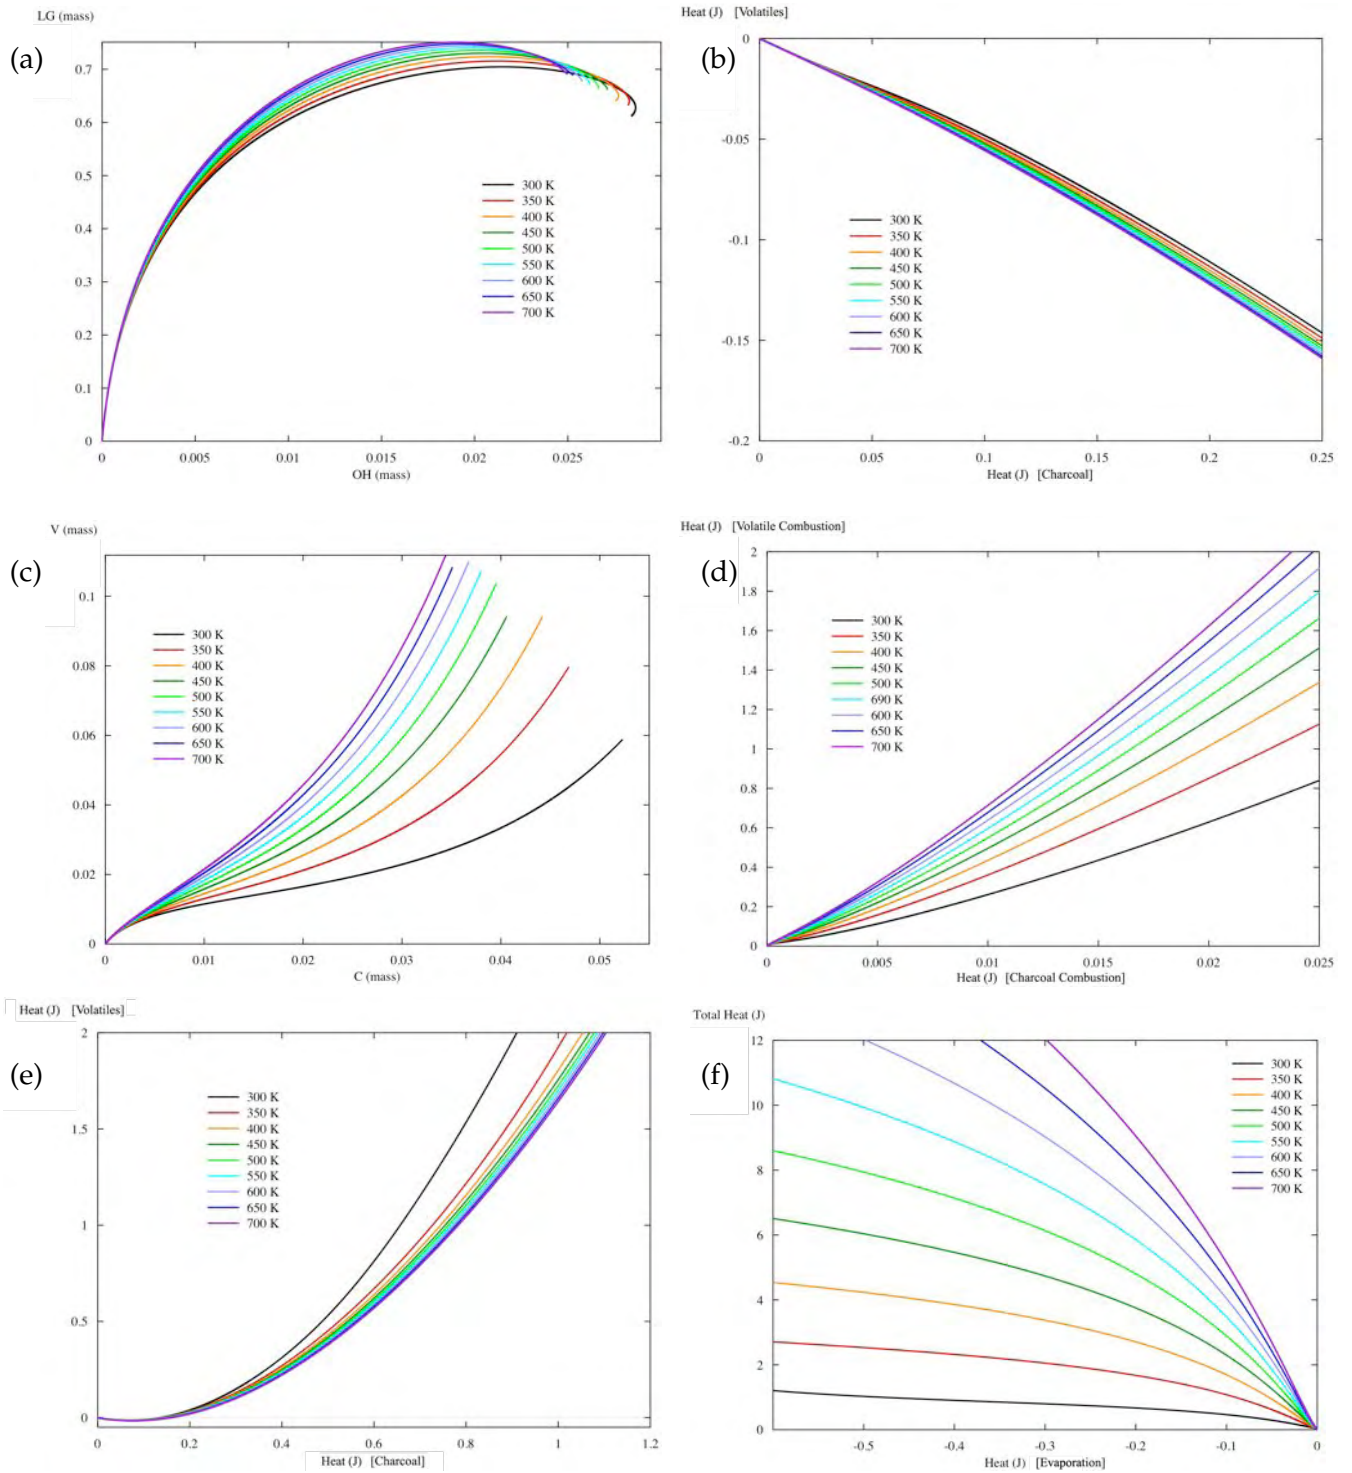 LG (mass)
(a)
0.7
0.6
0.5
0.4
0.3
0.2
0.1
0
0
0.005
0.01
0.015
0.02
0.025
OH (mass)
300 K
350 K
400 K
450 K
500 K
550 K
600 K
650 K
700 K
Heat (J) [Volatiles]
(b)
0
-0.05
-0.1
-0.15
-0.2
0
0.05
0.1
0.15
0.2
0.25
Heat (J) [Charcoal]
300 K
350 K
400 K
450 K
500 K
550 K
600 K
650 K
700 K
V (mass)
(c)
0.1
0.08
0.06
0.04
0.02
0
0
0.01
0.02
0.03
0.04
0.05
C (mass)
300 K
350 K
400 K
450 K
500 K
550 K
600 K
650 K
700 K
Heat (J) [Volatile Combustion]
(d)
2
1.8
1.6
1.4
1.2
1
0.8
0.6
0.4
0.2
0
0
0.005
0.01
0.015
0.02
0.025
Heat (J) [Charcoal Combustion]
300 K
350 K
400 K
450 K
500 K
690 K
600 K
650 K
700 K
Heat (J) [Volatiles]
(e)
2
1.5
1
0.5
0
0
0.2
0.4
0.6
0.8
1
1.2
Heat (J) [Charcoal]
300 K
350 K
400 K
450 K
500 K
550 K
600 K
650 K
700 K
Total Heat (J)
(f)
12
10
8
6
4
2
0
-0.5
-0.4
-0.3
-0.2
-0.1
0
Heat (J) [Evaporation]
300 K
350 K
400 K
450 K
500 K
550 K
600 K
650 K
700 K